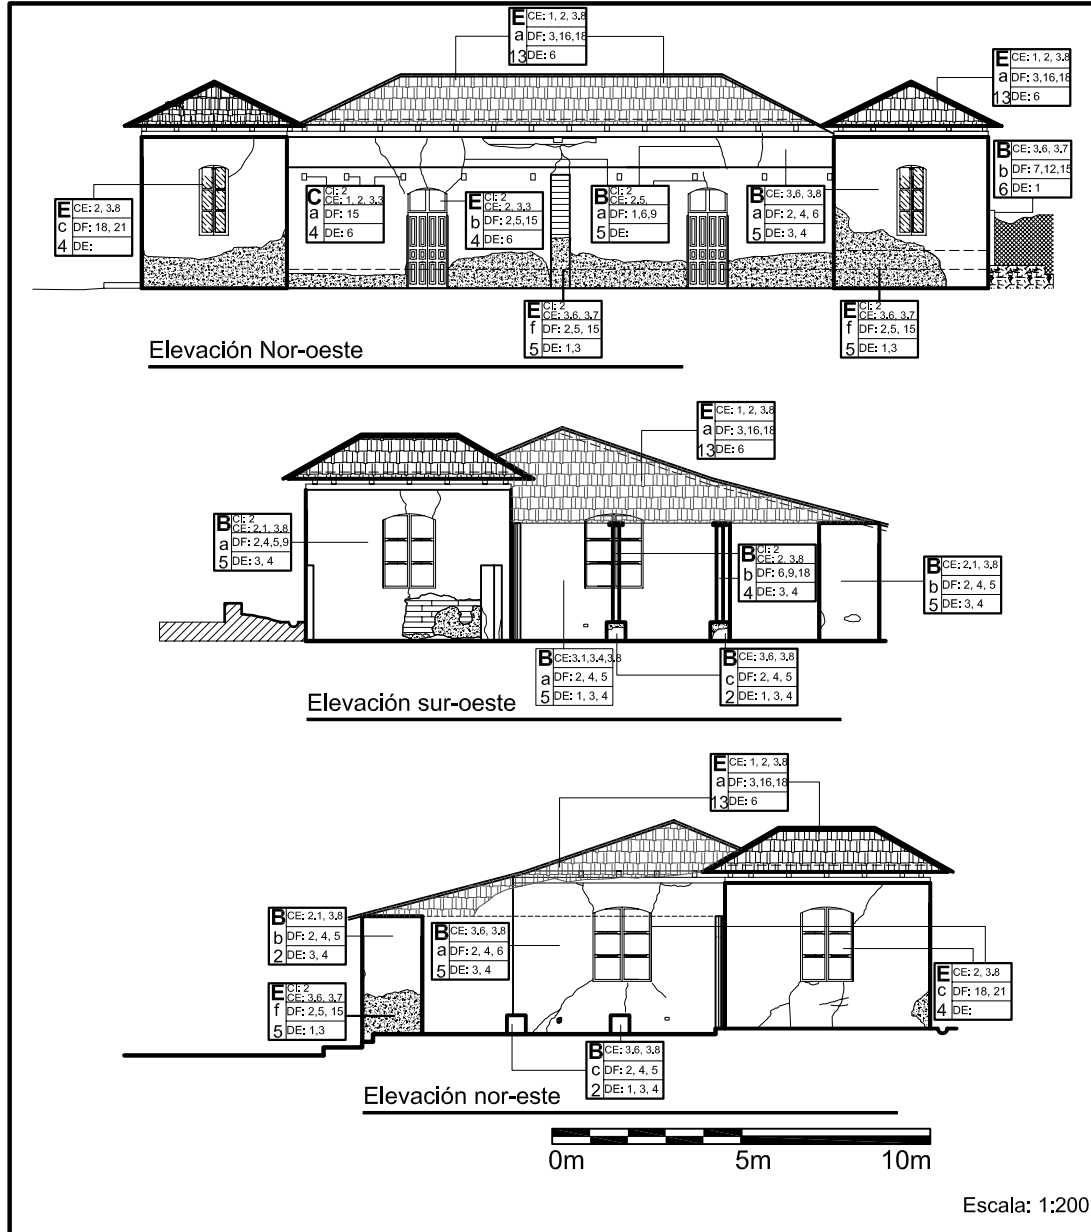 E CE: 1, 2, 3.8
a DF: 3,16,18
13 DE: 6
E CE: 1, 2, 3.8
a DF: 3,16,18
13 DE: 6
B CE: 3.6, 3.7
b DF: 7,12,15
6 DE: 1
E CE: 2, 3.8
c DF: 18, 21
4 DE:
C CI: 2
CE: 1, 2, 3.3
a DF: 15
4 DE: 6
E CI: 2
CE: 2, 3.3
b DF: 2,5,15
4 DE: 6
B CI: 2
CE: 2,5,
a DF: 1,6,9
5 DE:
B CE: 3.6, 3.8
a DF: 2, 4, 6
5 DE: 3, 4
E CI: 2
CE: 3.6, 3.7
f DF: 2,5, 15
5 DE: 1,3
E CI: 2
CE: 3.6, 3.7
f DF: 2,5, 15
5 DE: 1,3
Elevación Nor-oeste
E CE: 1, 2, 3.8
a DF: 3,16,18
13 DE: 6
B CI: 2
CE: 2.1, 3.8
a DF: 2,4,5,9
5 DE: 3, 4
B CI: 2
CE: 2, 3.8
b DF: 6,9,18
4 DE: 3, 4
B CE: 2.1, 3.8
b DF: 2, 4, 5
5 DE: 3, 4
B CE:3.1,3.4,3.8
a DF: 2, 4, 5
5 DE: 1, 3, 4
B CE: 3.6, 3.8
c DF: 2, 4, 5
2 DE: 1, 3, 4
Elevación sur-oeste
E CE: 1, 2, 3.8
a DF: 3,16,18
13 DE: 6
B CE: 2.1, 3.8
b DF: 2, 4, 5
2 DE: 3, 4
B CE: 3.6, 3.8
a DF: 2, 4, 6
5 DE: 3, 4
E CE: 2, 3.8
c DF: 18, 21
4 DE:
E CI: 2
CE: 3.6, 3.7
f DF: 2,5, 15
5 DE: 1,3
B CE: 3.6, 3.8
c DF: 2, 4, 5
2 DE: 1, 3, 4
Elevación nor-este
0m 5m 10m
Escala: 1:200